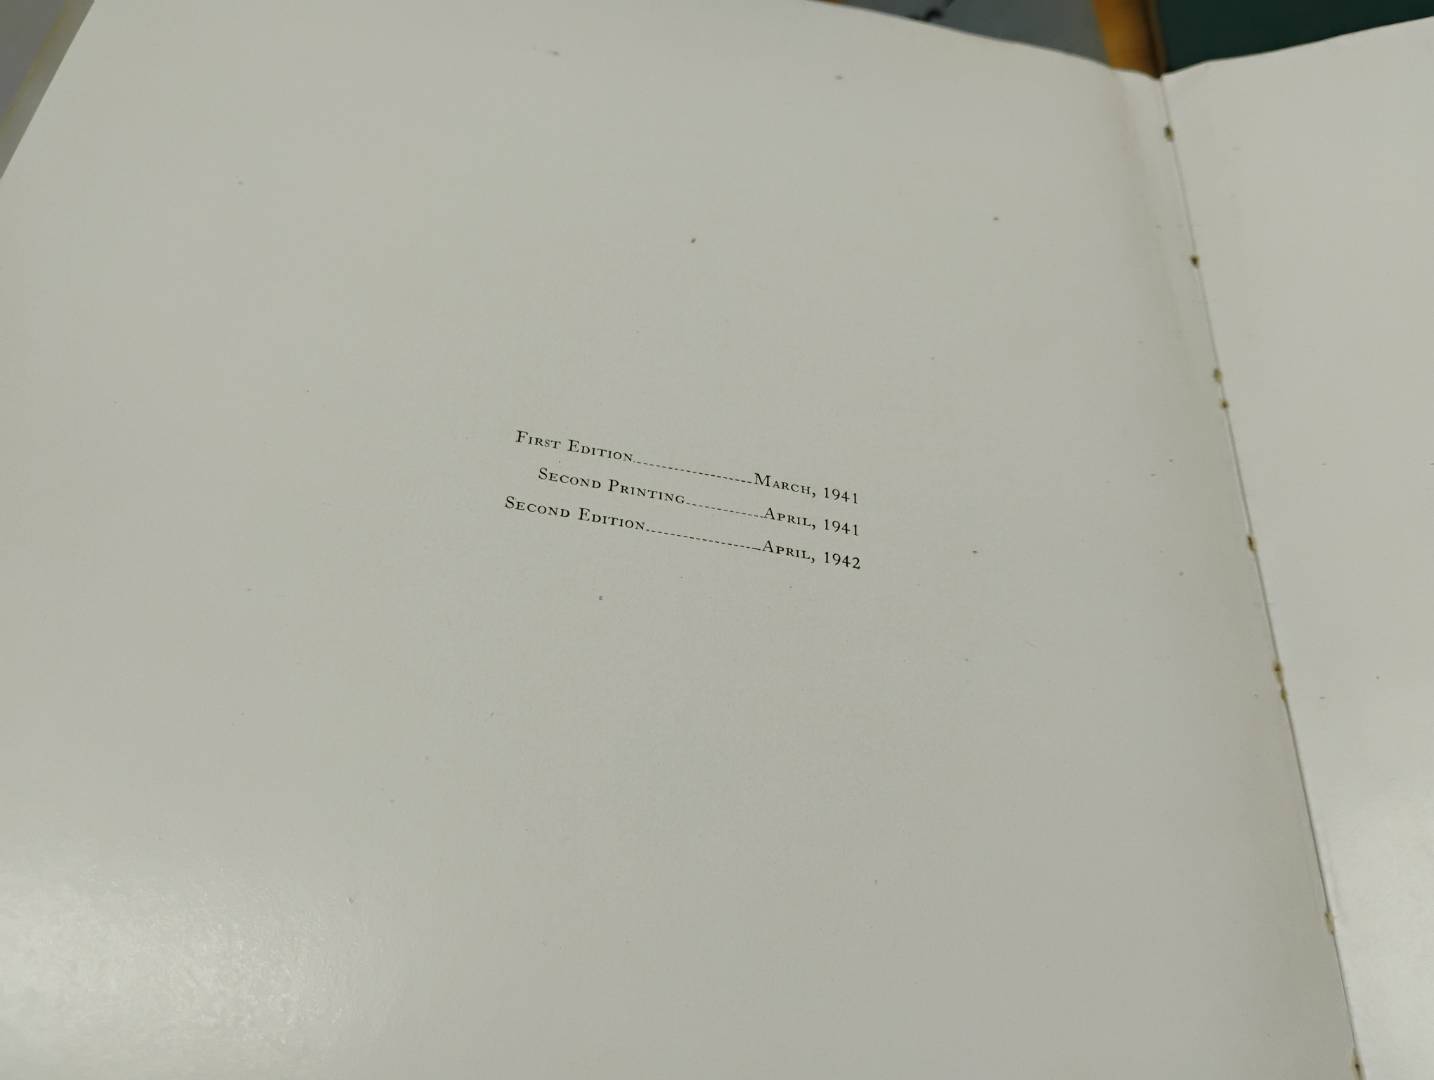 First Edition....................March, 1941
Second Printing.............April, 1941
Second Edition...................April, 1942